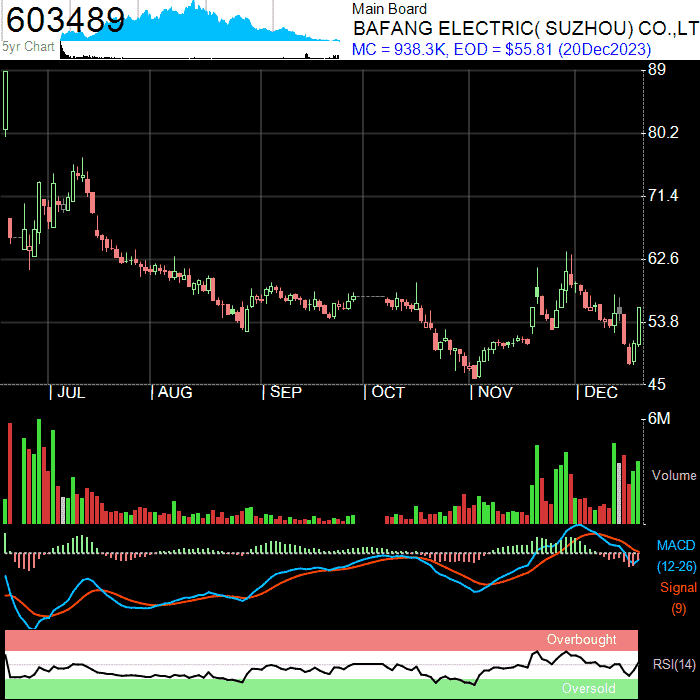 603489
5yr Chart
Main Board
BAFANG ELECTRIC( SUZHOU) CO.,LT
MC = 938.3K, EOD = $55.81 (20Dec2023)
89
80.2
71.4
62.6
53.8
45
JUL AUG SEP OCT NOV DEC
6M
Volume
MACD
(12-26)
Signal
(9)
Overbought
RSI(14)
Oversold